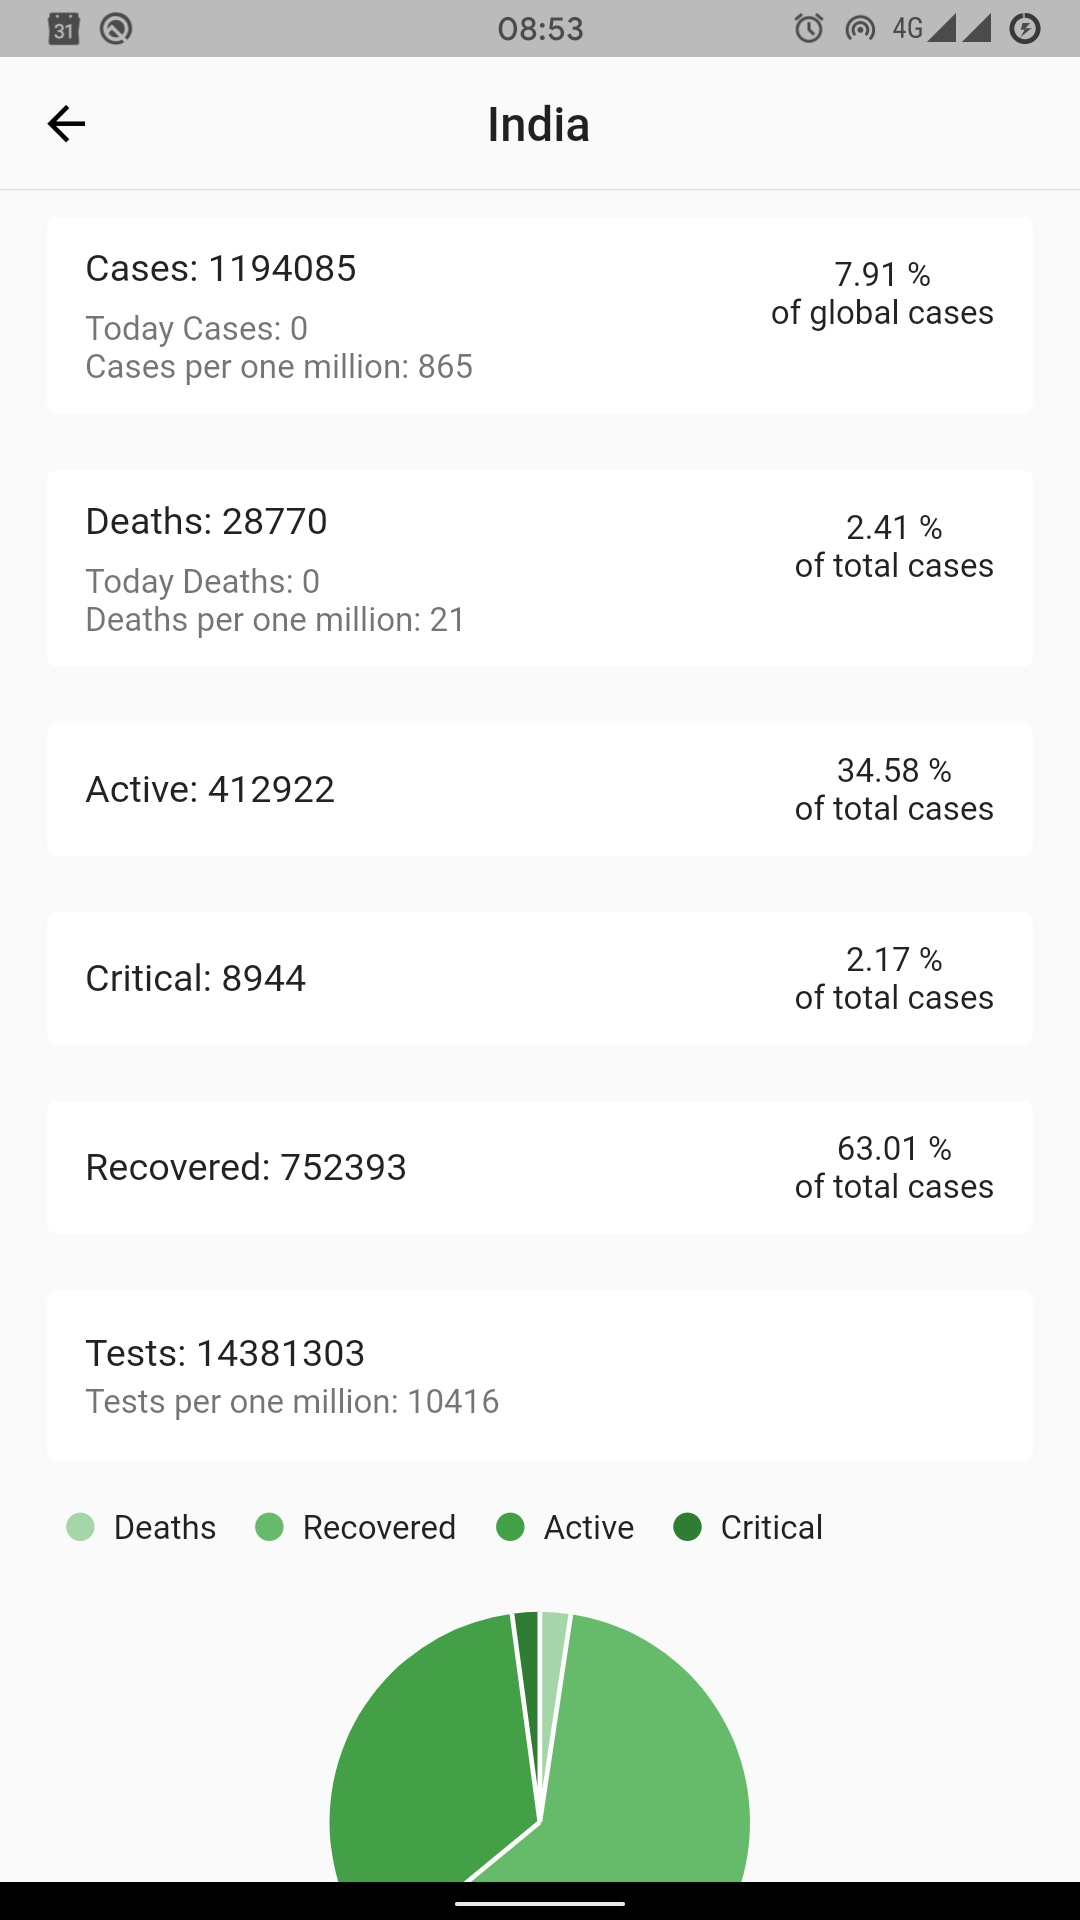 31
08:53
4G
India
Cases: 1194085
Today Cases: 0
Cases per one million: 865
7.91 %
of global cases
Deaths: 28770
Today Deaths: 0
Deaths per one million: 21
2.41 %
of total cases
Active: 412922
34.58 %
of total cases
Critical: 8944
2.17 %
of total cases
Recovered: 752393
63.01 %
of total cases
Tests: 14381303
Tests per one million: 10416
Deaths
Recovered
Active
Critical